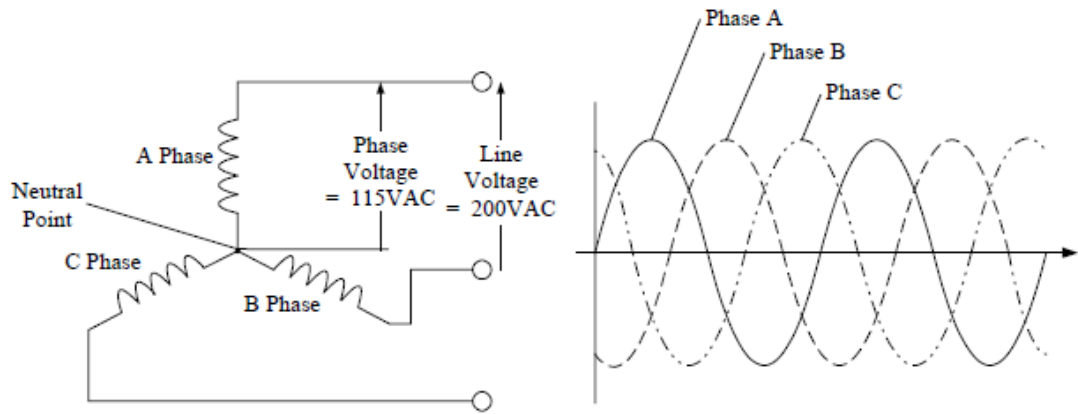 A Phase
Neutral
Point
C Phase
B Phase
Phase
Voltage
= 115VAC
Line
Voltage
= 200VAC
Phase A
Phase B
Phase C